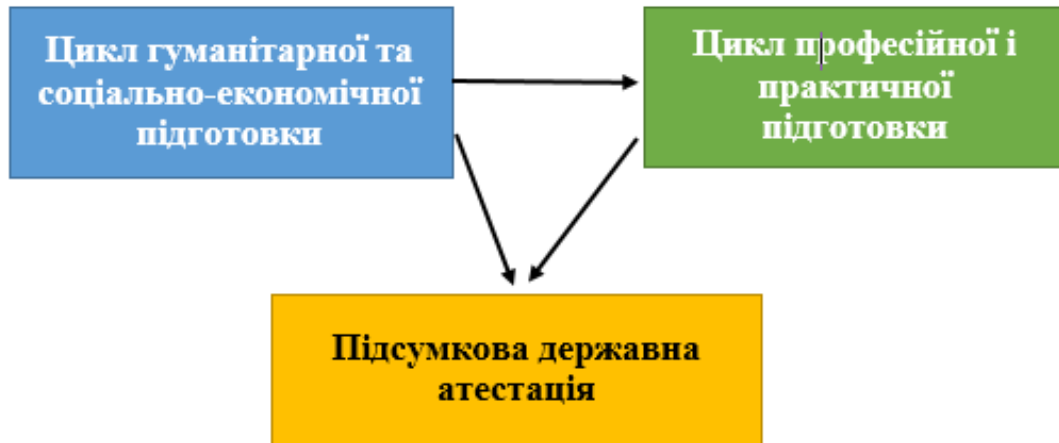 Цикл гуманітарної та
соціально-економічної
підготовки
Цикл професійної і
практичної
підготовки
Підсумкова державна
атестація